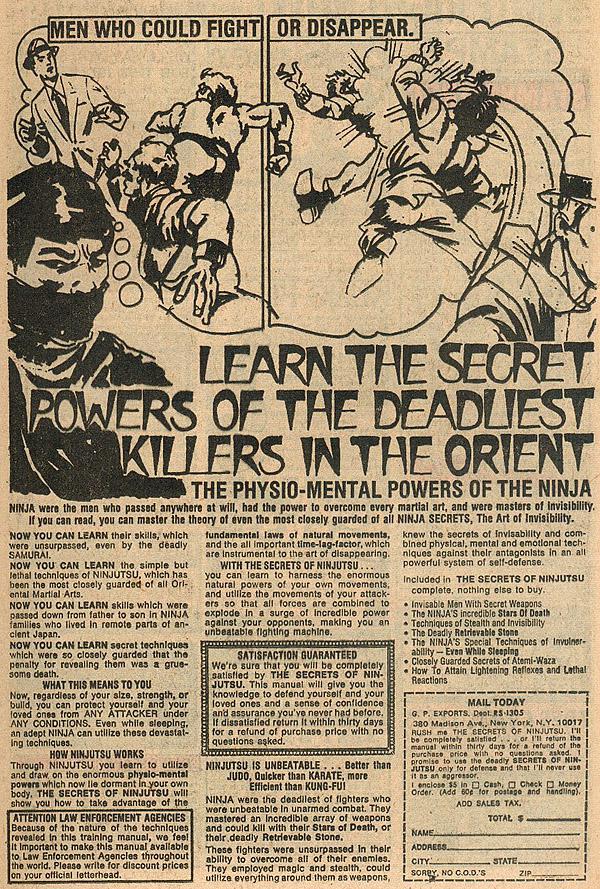 MEN WHO COULD FIGHT OR DISAPPEAR.
LEARN THE SECRET
POWERS OF THE DEADLIEST
KILLERS IN THE ORIENT
THE PHYSIO-MENTAL POWERS OF THE NINJA
NINJA were the men who passed anywhere at will, had the power to overcome every martial art, and were masters of Invisibility.
If you can read, you can master the theory of even the most closely guarded of all NINJA SECRETS, The Art of Invisibility.
NOW YOU CAN LEARN their skills, which
were unsurpassed, even by the deadly
SAMURAI.
NOW YOU CAN LEARN the simple but
lethal techniques of NINJUTSU, which has
been the most closely guarded of all Ori-
ental Martial Arts.
NOW YOU CAN LEARN skills which were
passed down from father to son in NINJA
families who lived in remote parts of an-
cient Japan.
NOW YOU CAN LEARN secret techniques
which were so closely guarded that the
penalty for revealing them was a grue-
some death.
WHAT THIS MEANS TO YOU
Now, regardless of your size, strength, or
build, you can protect yourself and your
loved ones from ANY ATTACKER under
ANY CONDITIONS. Even while sleeping,
an adept NINJA can utilize these devastat-
ing techniques.
HOW NINJUTSU WORKS
Through NINJUTSU you learn to utilize
and draw on the enormous physio-mental
powers which now lie dormant in your own
body. THE SECRETS OF NINJUTSU will
show you how to take advantage of the
ATTENTION LAW ENFORCEMENT AGENCIES
Because of the nature of the techniques
revealed in this training manual, we feel
it important to make this manual available
to Law Enforcement Agencies throughout
the world. Please write for discount prices
on your official letterhead.
fundamental laws of natural movements,
and the all important time-lag-factor, which
are instrumental to the art of disappearing.
WITH THE SECRETS OF NINJUTSU . . .
you can learn to harness the enormous
natural powers of your own movements,
and utilize the movements of your attack-
ers so that all forces are combined to
explode in a surge of incredible power
against your opponents, making you an
unbeatable fighting machine.
SATISFACTION GUARANTEED
We're sure that you will be completely
satisfied by THE SECRETS OF NIN-
JUTSU. This manual will give you the
knowledge to defend yourself and your
loved ones and a sense of confidence
and assurance you've never had before.
If dissatisfied return it within thirty days
for a refund of purchase price with no
questions asked.
NINJUTSU IS UNBEATABLE . . . Better than
JUDO, Quicker than KARATE, more
Efficient than KUNG-FU!
NINJA were the deadliest of fighters who
were unbeatable in unarmed combat. They
mastered an incredible array of weapons
and could kill with their Stars of Death, or
their, deadly Retrievable Stone.
These fighters were unsurpassed in their
ability to overcome all of their enemies.
They employed magic and stealth, could
utilize everything around them as weapons,
knew the secrets of Invisability and com-
bined physical, mental and emotional tech-
niques against their antagonists in an all
powerful system of self-defense.
Included in THE SECRETS OF NINJUTSU
complete, nothing else to buy.
• Invisable Men With Secret Weapons
• The NINJA'S incredible Stars Of Death
• Techniques of Stealth and Invisibility
• The Deadly Retrievable Stone
• The NINJA'S Special Techniques of Invulner-
ability — Even While Sleeping
• Closely Guarded Secrets of Atemi-Waza
• How To Attain Lightening Reflexes and Lethal
Reactions
MAIL TODAY
G. P. EXPORTS, Dept. RS-1305
380 Madison Ave., New York, N.Y. 10017
RUSH me THE SECRETS OF NINJUTSU. I'll
be completely satisfied . . . or I'll return the
manual within thirty days for a refund of the
purchase price with no questions asked. I
promise to use the deadly SECRETS OF NIN-
JUTSU only for defense and that I'll never use
it as an aggressor.
I enclose $5 in □ Cash, □ Check □ Money
Order. (Add 60c for postage and handling).
ADD SALES TAX.
TOTAL $
NAME
ADDRESS
CITY STATE
SORRY, NO C.O.D.'S ZIP